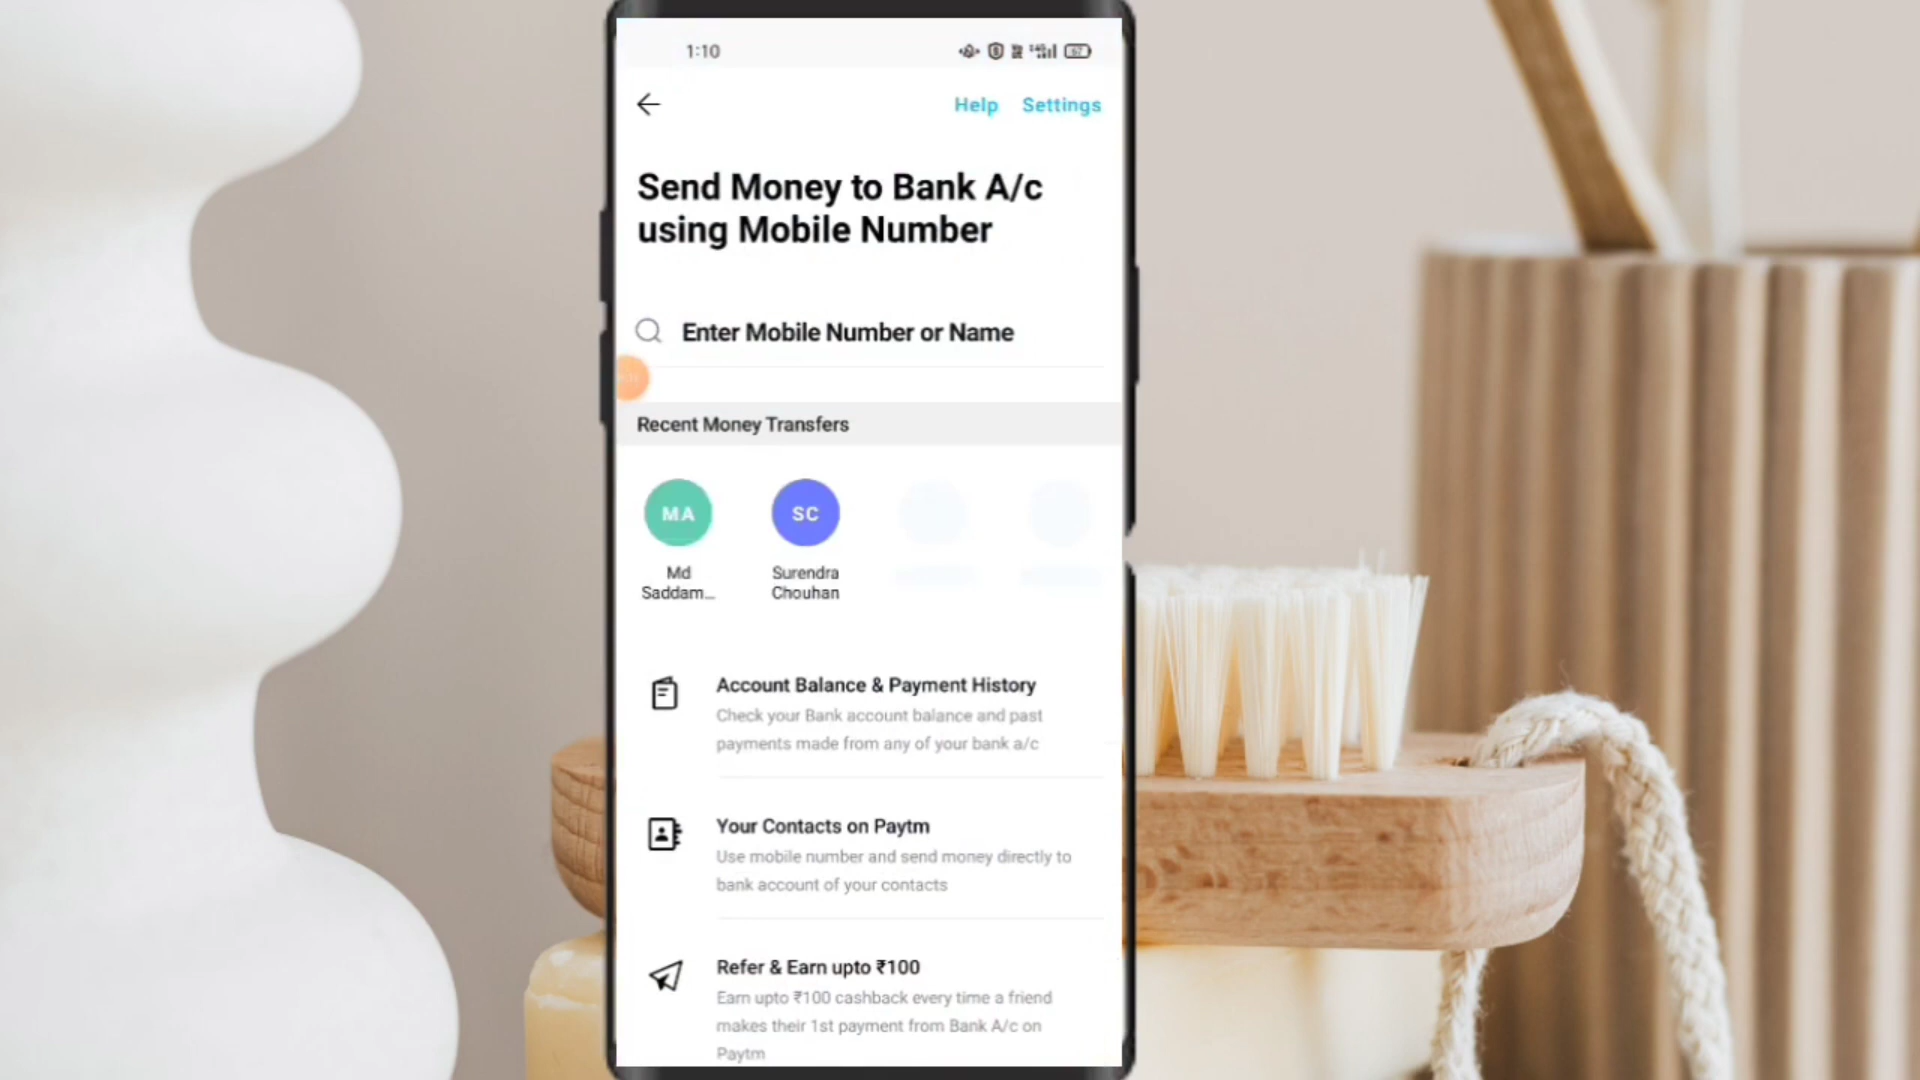 1:10
Help Settings
Send Money to Bank A/c
using Mobile Number
Enter Mobile Number or Name
Recent Money Transfers
MA
SC
Md
Saddam...
Surendra
Chouhan
Account Balance & Payment History
Check your Bank account balance and past
payments made from any of your bank a/c
Your Contacts on Paytm
Use mobile number and send money directly to
bank account of your contacts
Refer & Earn upto ₹100
Earn upto ₹100 cashback every time a friend
makes their 1st payment from Bank A/c on
Paytm